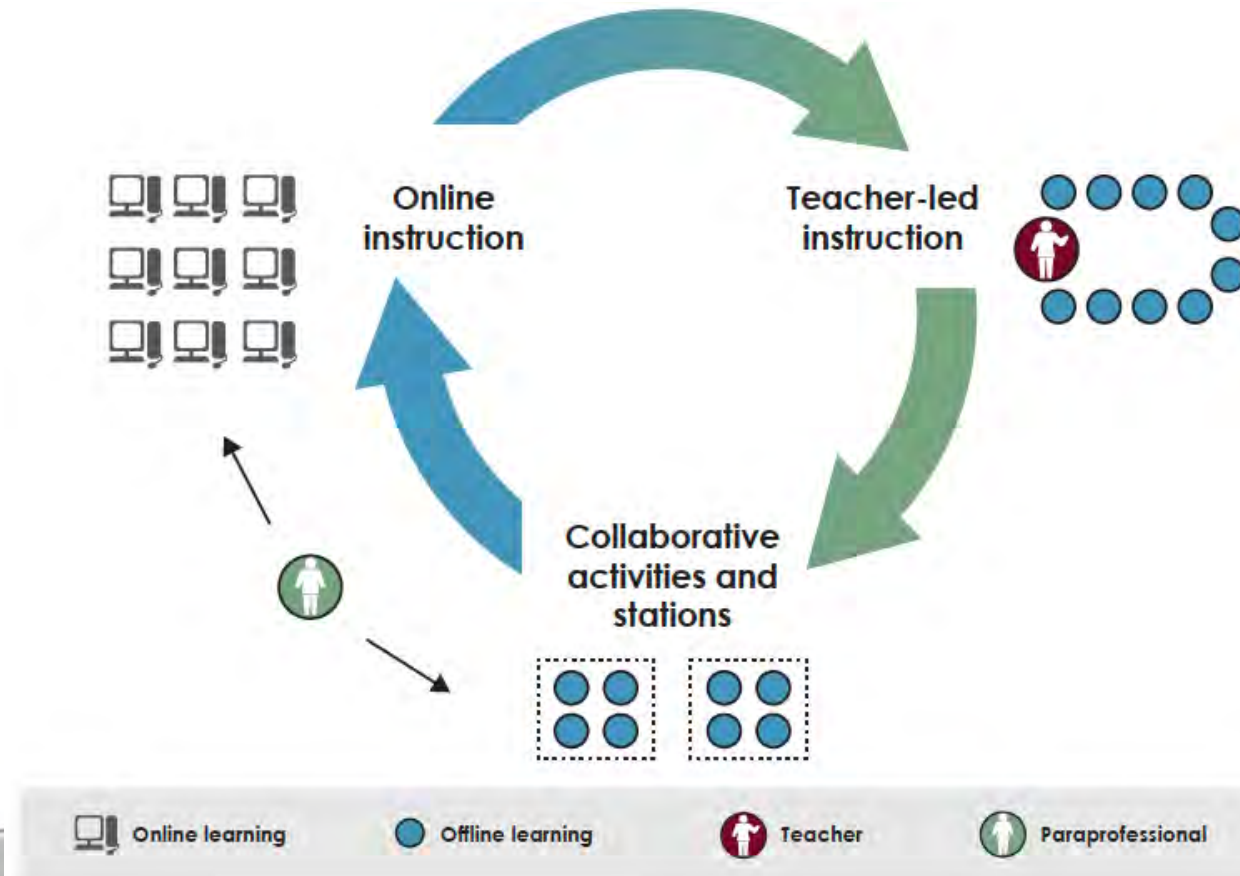 Online
instruction
Teacher-led
instruction
Collaborative
activities and
stations
Online learning
Offline learning
Teacher
Paraprofessional